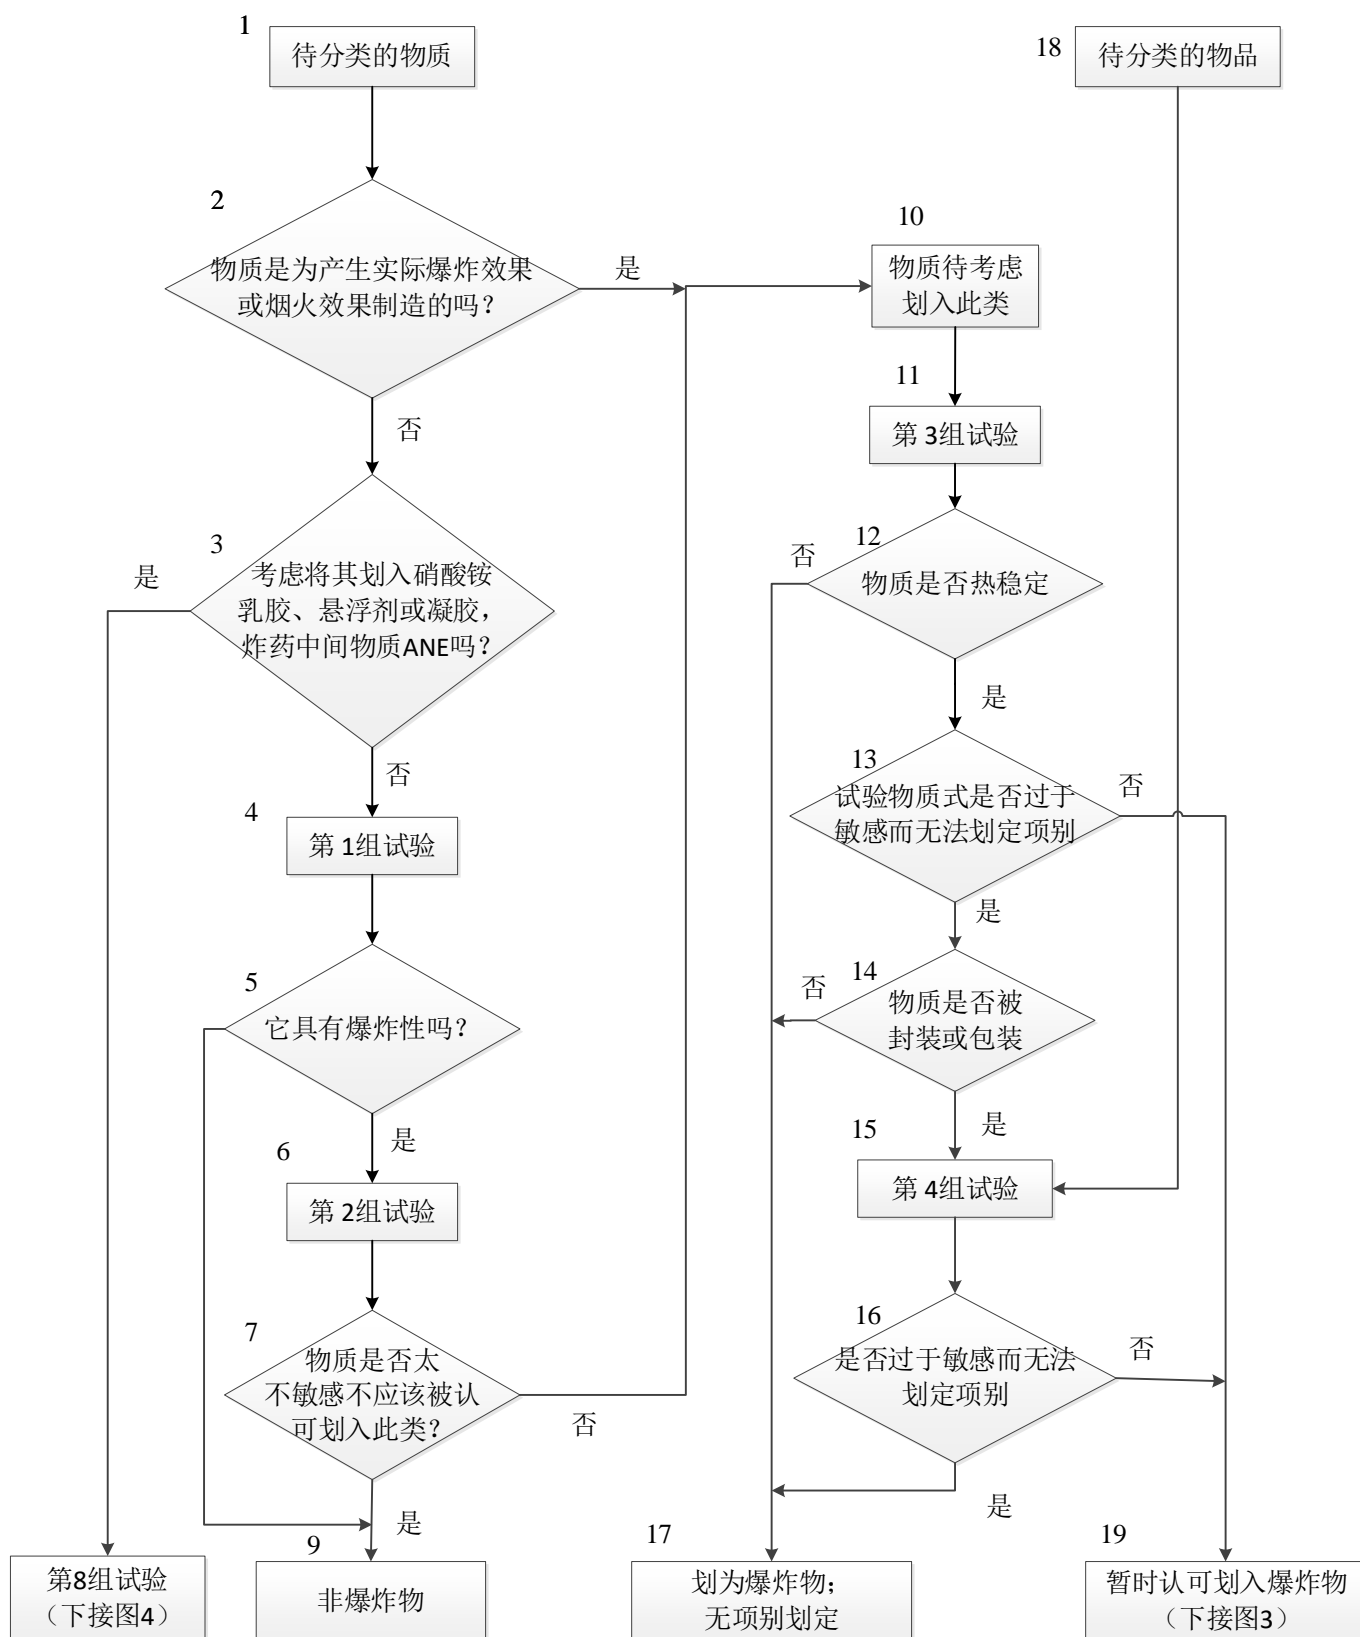 1
待分类的物质
2
物质是为产生实际爆炸效果
或烟火效果制造的吗？
是
否
3
考虑将其划入硝酸铵
乳胶、悬浮剂或凝胶，
炸药中间物质ANE吗？
是
否
4
第 1组试验
5
它具有爆炸性吗？
是
6
第 2组试验
7
物质是否太
不敏感不应该被认
可划入此类？
否
是
第8组试验
（下接图4）
9
非爆炸物
10
物质待考虑
划入此类
11
第 3组试验
12
物质是否热稳定
否
是
13
试验物质式是否过于
敏感而无法划定项别
否
是
14
物质是否被
封装或包装
否
是
15
第 4组试验
16
是否过于敏感而无法
划定项别
否
是
17
划为爆炸物；
无项别划定
18
待分类的物品
19
暂时认可划入爆炸物
（下接图3）